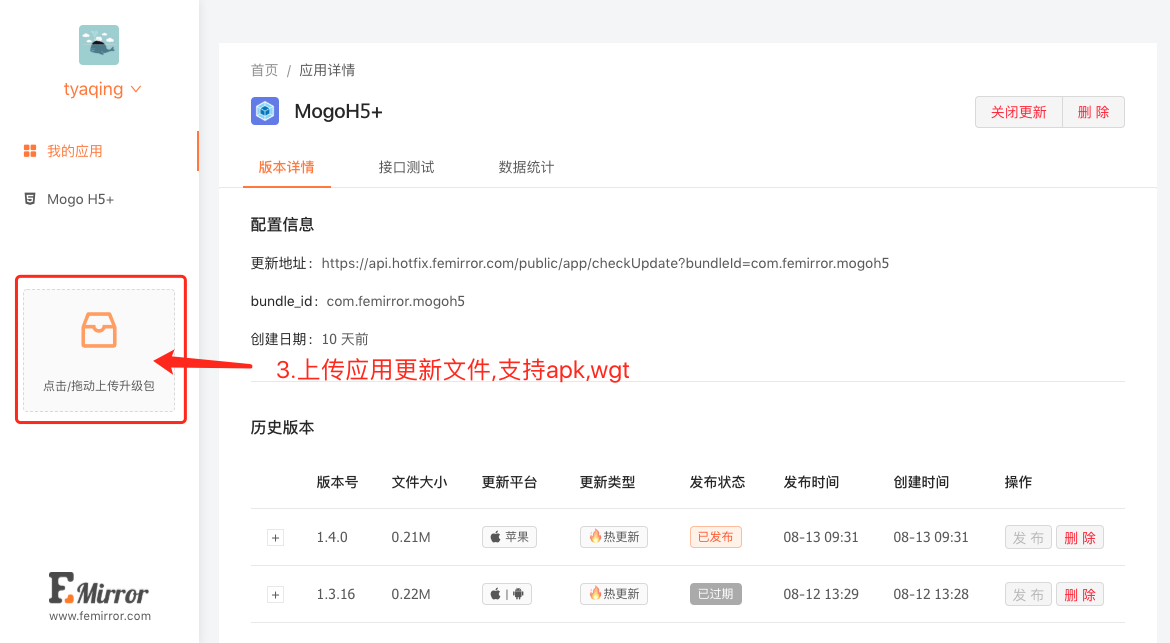 tyaqing
我的应用
Mogo H5+
点击/拖动上传升级包
F.Mirror
www.femirror.com
首页 / 应用详情
MogoH5+
关闭更新 删 除
版本详情 接口测试 数据统计
配置信息
更新地址： https://api.hotfix.femirror.com/public/app/checkUpdate?bundleId=com.femirror.mogoh5
bundle_id： com.femirror.mogoh5
创建日期： 10 天前
3.上传应用更新文件,支持apk,wgt
历史版本
版本号 文件大小 更新平台 更新类型 发布状态 发布时间 创建时间 操作
+ 1.4.0 0.21M 苹果 🔥热更新 已发布 08-13 09:31 08-13 09:31 发 布 删 除
+ 1.3.16 0.22M | 🔥热更新 已过期 08-12 13:29 08-12 13:28 发 布 删 除